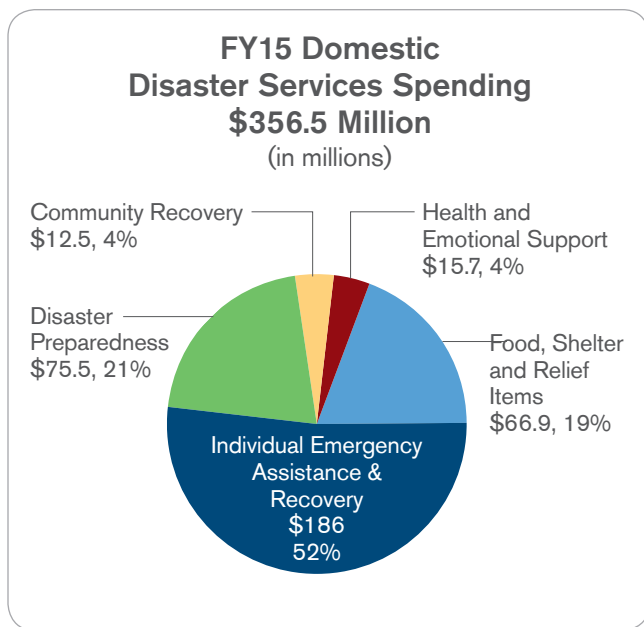 FY15 Domestic
Disaster Services Spending
$356.5 Million
(in millions)
Community Recovery
$12.5, 4%
Health and
Emotional Support
$15.7, 4%
Disaster
Preparedness
$75.5, 21%
Food, Shelter
and Relief
Items
$66.9, 19%
Individual Emergency
Assistance &
Recovery
$186
52%